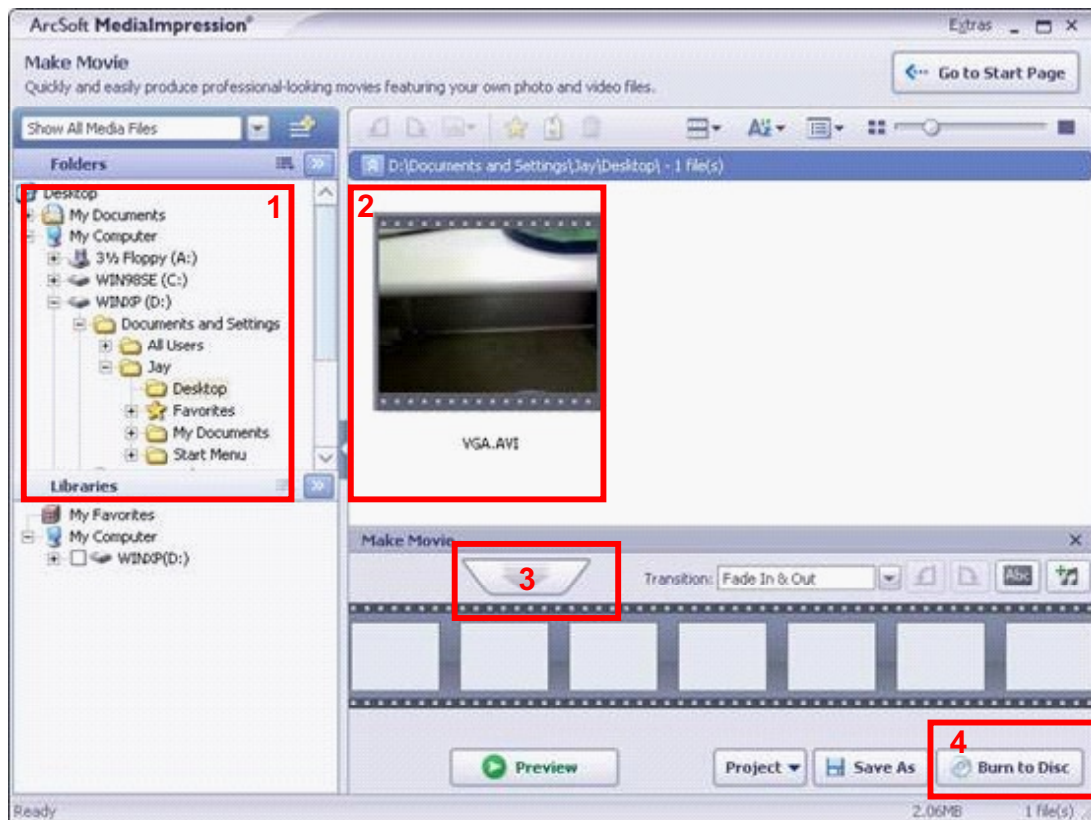 ArcSoft MediaImpression® Extras
Make Movie
Quickly and easily produce professional-looking movies featuring your own photo and video files.
Go to Start Page
Show All Media Files
Folders
D:\Documents and Settings\Jay\Desktop\ - 1 file(s)
Desktop
1
My Documents
My Computer
3½ Floppy (A:)
WIN98SE (C:)
WINXP (D:)
Documents and Settings
All Users
Jay
Desktop
Favorites
My Documents
Start Menu
2
VGA.AVI
Libraries
My Favorites
My Computer
WINXP(D:)
Make Movie
3
Transition: Fade In & Out
Abc
4
Preview Project Save As Burn to Disc
Ready 2.06MB 1 file(s)